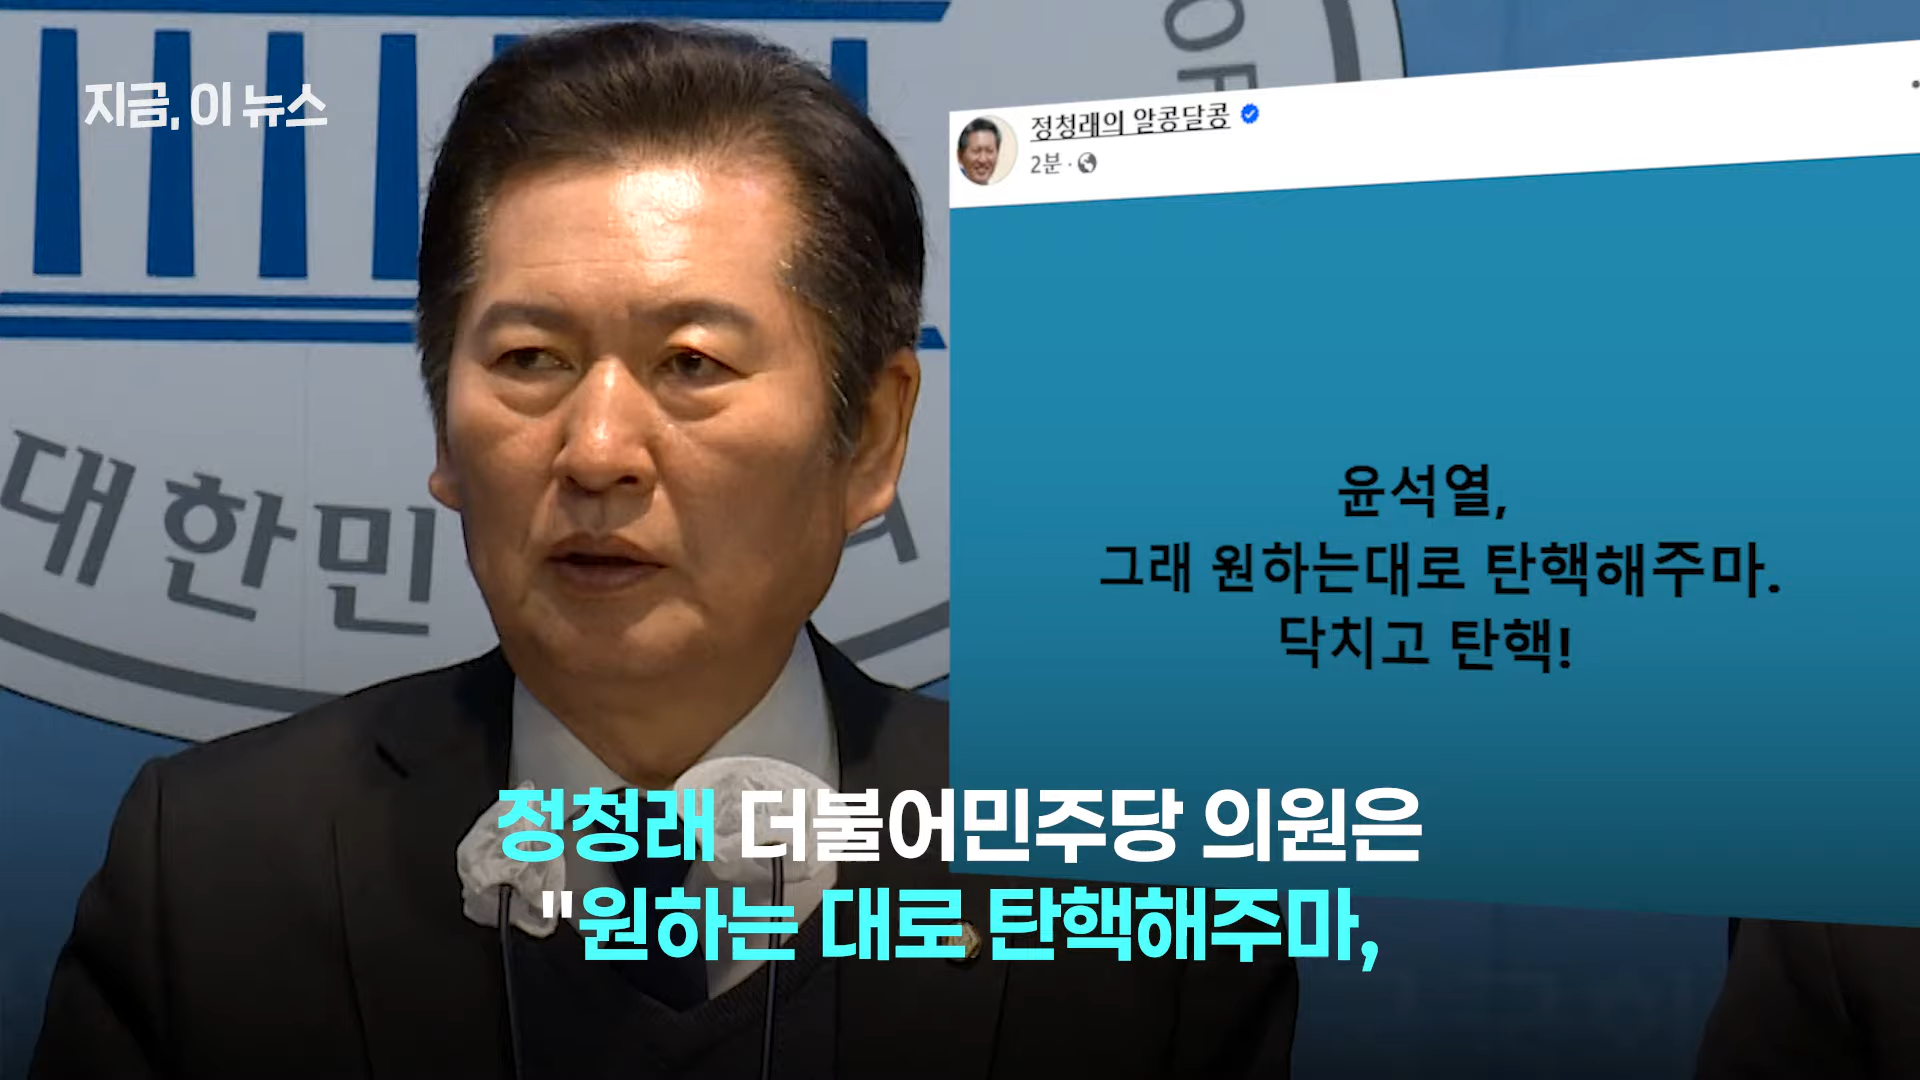 지금, 이 뉴스
정청래의 알콩달콩
2분
윤석열,
그래 원하는대로 탄핵해주마.
닥치고 탄핵!
대한민
정청래 더불어민주당 의원은
"원하는 대로 탄핵해주마,